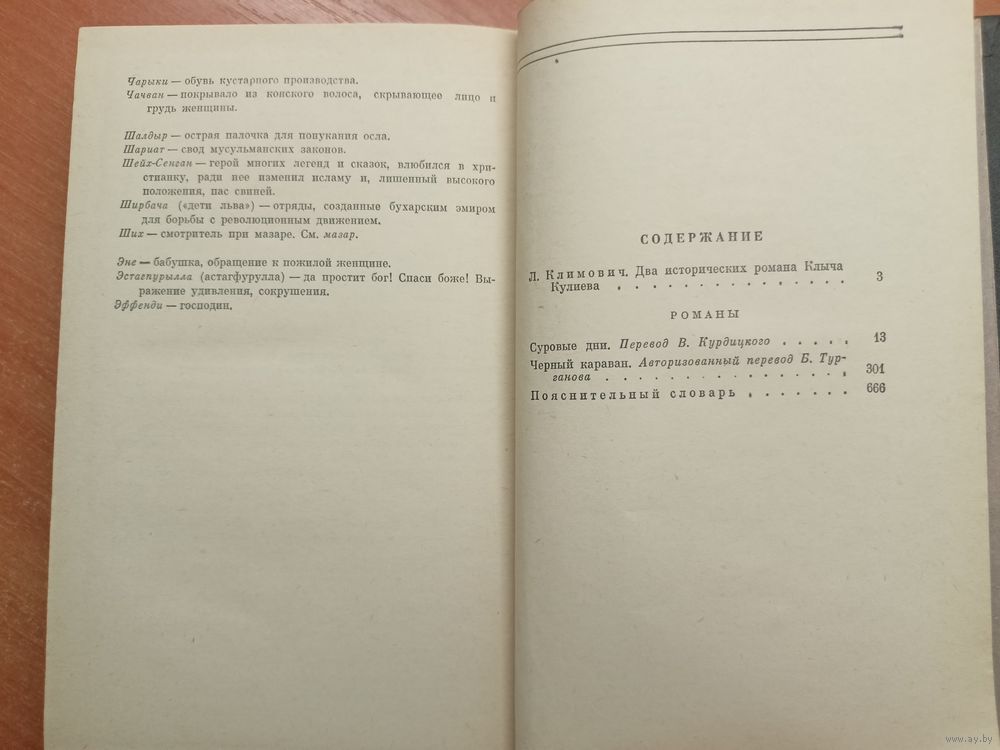 Чарыки — обувь кустарного производства.
Чачван — покрывало из конского волоса, скрывающее лицо и
грудь женщины.
Шалдыр — острая палочка для понукания осла.
Шариат — свод мусульманских законов.
Шейх-Сенган — герой многих легенд и сказок, влюбился в хри-
стианку, ради нее изменил исламу и, лишенный высокого
положения, пас свиней.
Ширбача («дети льва») — отряды, созданные бухарским эмиром
для борьбы с революционным движением.
Ших — смотритель при мазаре. См. мазар.
Эне — бабушка, обращение к пожилой женщине.
Эстагпурылла (астагфурулла) — да простит бог! Спаси боже! Вы-
ражение удивления, сокрушения.
Эффенди — господин.
СОДЕРЖАНИЕ
Л. Климович. Два исторических романа Клыча
Кулиева . . . . . . . . . . . . . . 3
РОМАНЫ
Суровые дни. Перевод В. Курдицкого . . . . . 13
Черный караван. Авторизованный перевод Б. Тур-
ганова . . . . . . . . . . . . . . . 301
Пояснительный словарь . . . . . . . 666
www.ay.by